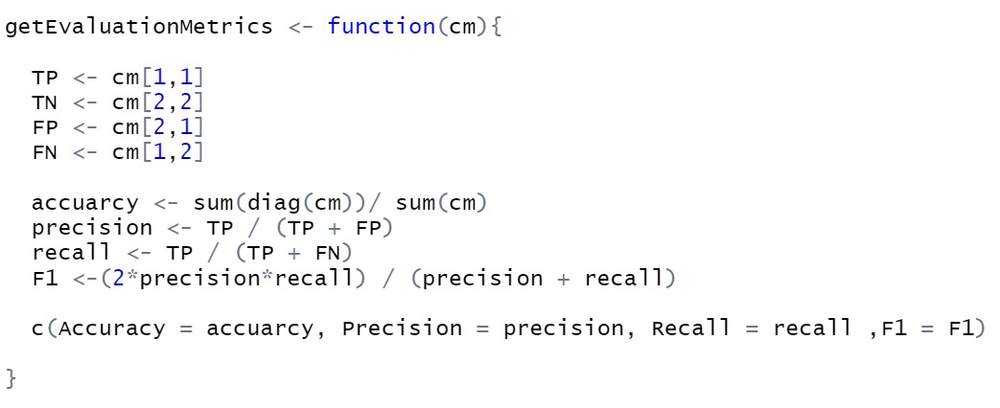 getEvaluationMetrics <- function(cm){
TP <- cm[1,1]
TN <- cm[2,2]
FP <- cm[2,1]
FN <- cm[1,2]
accuarcy <- sum(diag(cm))/ sum(cm)
precision <- TP / (TP + FP)
recall <- TP / (TP + FN)
F1 <-(2*precision*recall) / (precision + recall)
c(Accuracy = accuarcy, Precision = precision, Recall = recall ,F1 = F1)
}